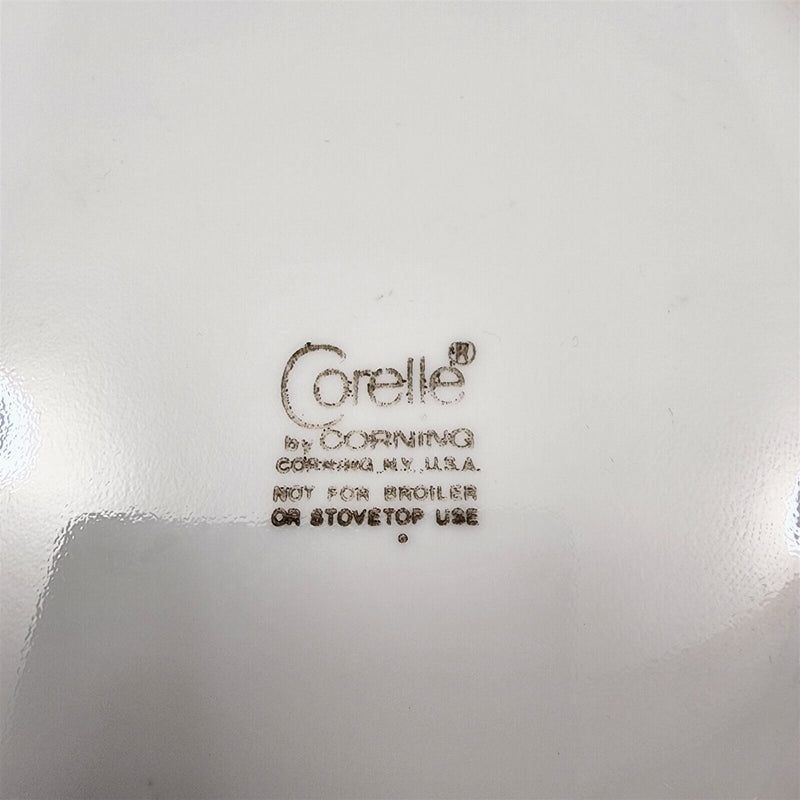 Corelle®
by CORNING
CORNING, N.Y., U.S.A.
NOT FOR BROILER
OR STOVETOP USE